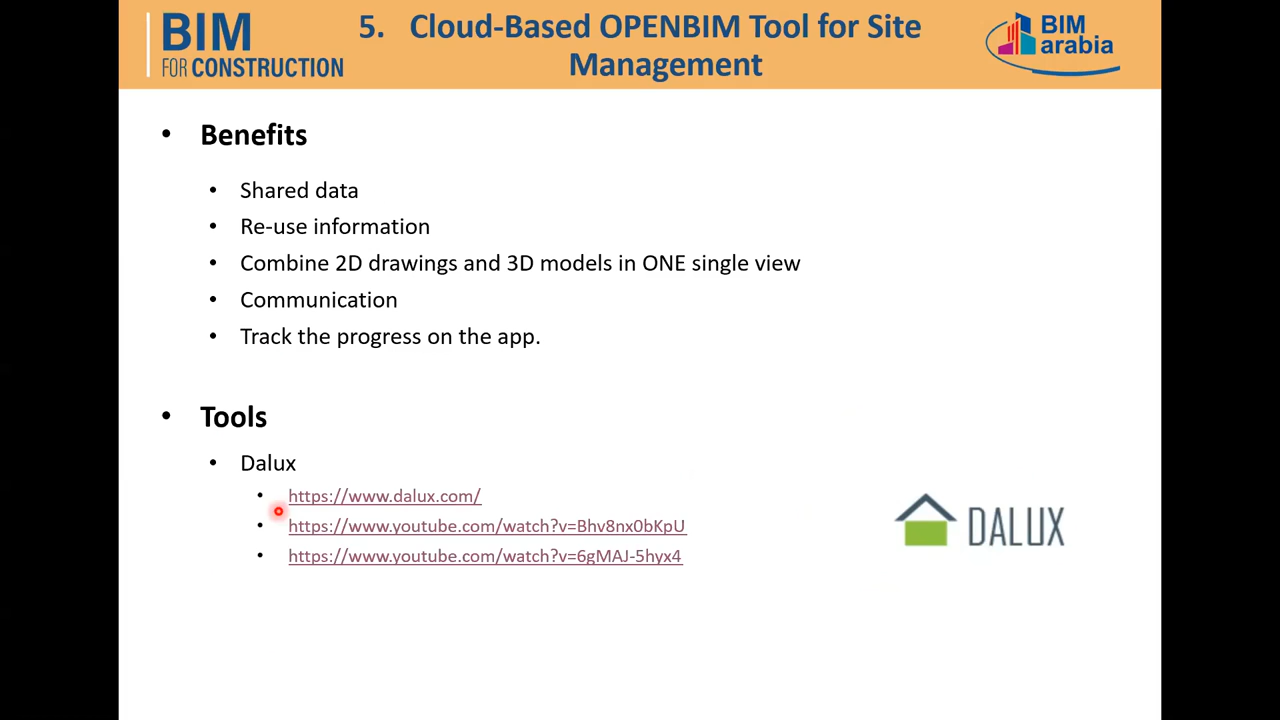 BIM
FOR CONSTRUCTION
5. Cloud-Based OPENBIM Tool for Site
Management
BIM
arabia
• Benefits
• Shared data
• Re-use information
• Combine 2D drawings and 3D models in ONE single view
• Communication
• Track the progress on the app.
• Tools
• Dalux
• https://www.dalux.com/
• https://www.youtube.com/watch?v=Bhv8nx0bKpU
• https://www.youtube.com/watch?v=6gMAJ-5hyx4
DALUX